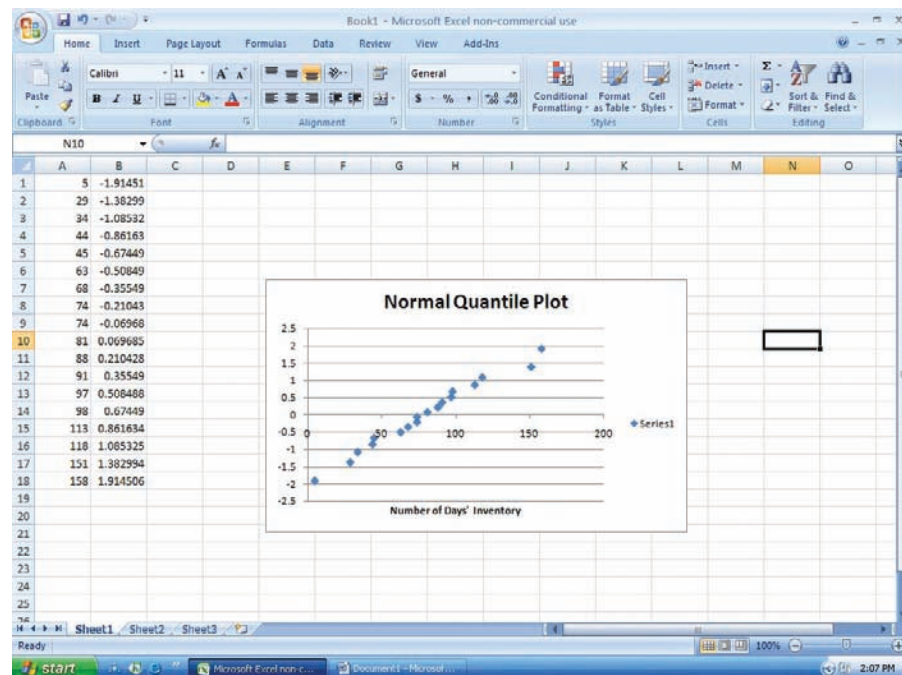 Book1 - Microsoft Excel non-commercial use
Home Insert Page Layout Formulas Data Review View Add-Ins
Paste
Calibri 11 A A General Insert Σ
B I U A $ % , Conditional Formatting Format as Table Cell Styles Delete Format Sort & Filter Find & Select
Clipboard Font Alignment Number Styles Cells Editing
N10 fx
A B C D E F G H I J K L M N O
1 5 -1.91451
2 29 -1.38299
3 34 -1.08532
4 44 -0.86163
5 45 -0.67449
6 63 -0.50849
7 68 -0.35549
8 74 -0.21043
9 74 -0.06968
10 81 0.069685
11 88 0.210428
12 91 0.35549
13 97 0.508488
14 98 0.67449
15 113 0.861634
16 118 1.085325
17 151 1.382994
18 158 1.914506
19
20
21
22
23
24
25
Normal Quantile Plot
2.5
2
1.5
1
0.5
0
-0.5 0 50 100 150 200
-1
-1.5
-2
-2.5
Series1
Number of Days' Inventory
Sheet1 Sheet2 Sheet3
Ready 100%
start Microsoft Excel non-c... Document1 - Microsof... 2:07 PM